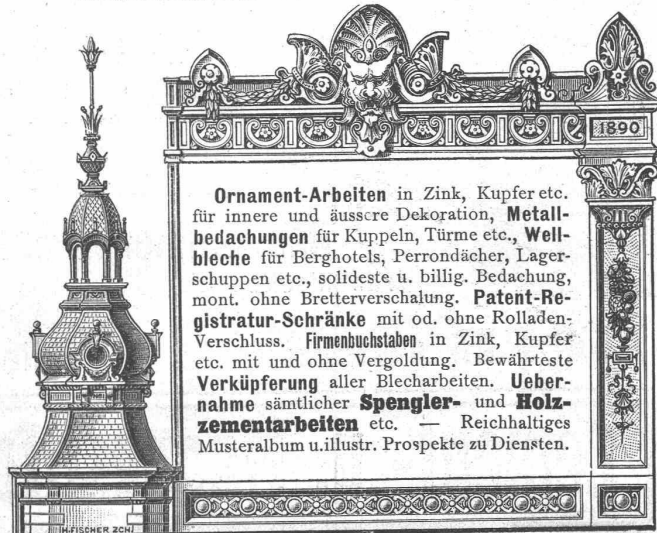 1890
Ornament-Arbeiten in Zink, Kupfer etc.
für innere und äussere Dekoration, Metall-
bedachungen für Kuppeln, Türme etc., Well-
bleche für Berghotels, Perrondächer, Lager-
schuppen etc., solideste u. billig. Bedachung,
mont. ohne Bretterverschalung. Patent-Re-
gistratur-Schränke mit od. ohne Rolladen-
Verschluss. Firmenbuchstaben in Zink, Kupfer
etc. mit und ohne Vergoldung. Bewährteste
Verküpferung aller Blecharbeiten. Ueber-
nahme sämtlicher Spengler- und Holz-
zementarbeiten etc. — Reichhaltiges
Musteralbum u. illustr. Prospekte zu Diensten.
H. FISCHER ZCH.